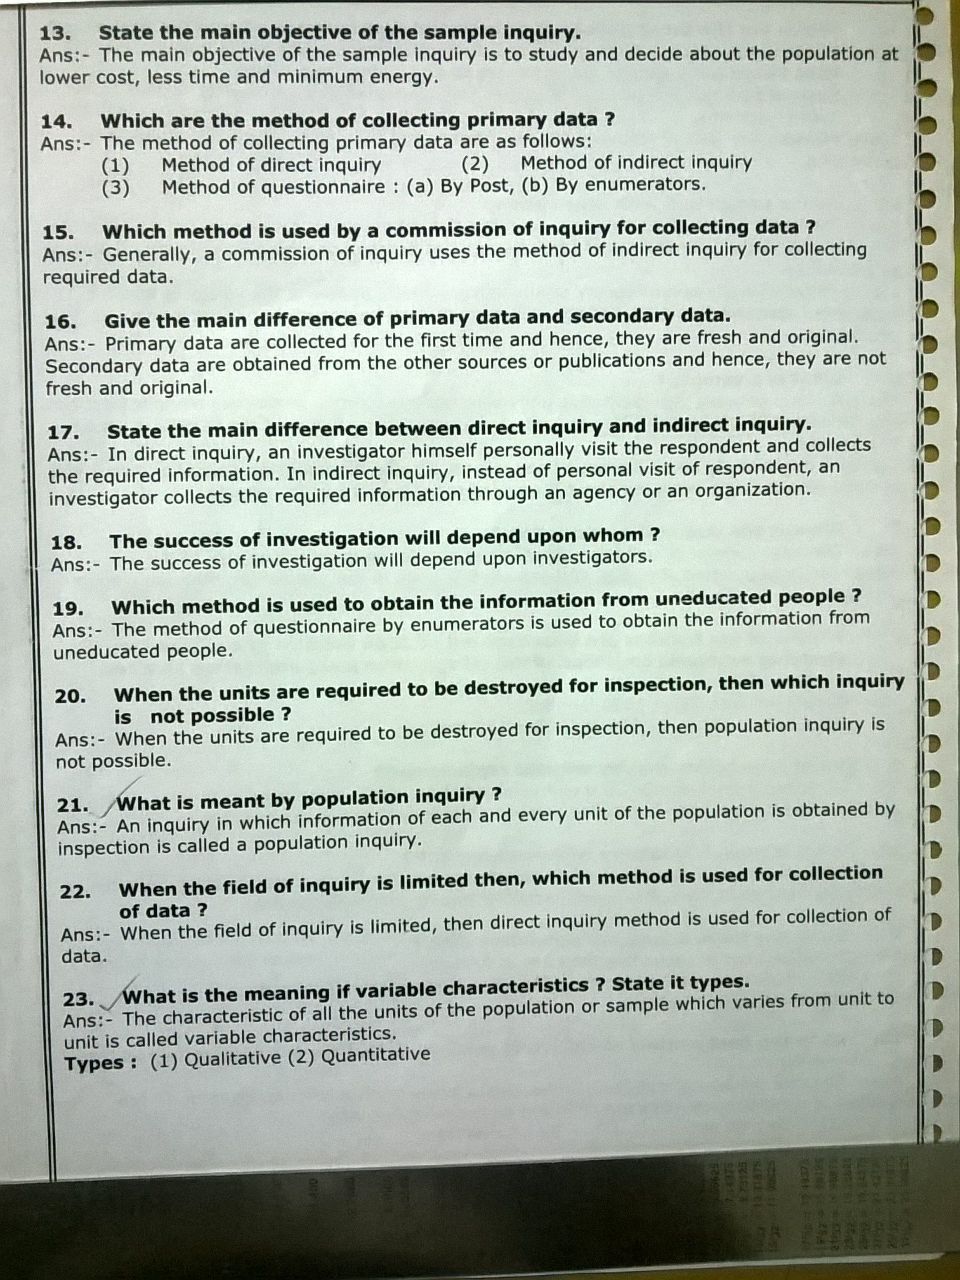 13. State the main objective of the sample inquiry.
Ans:- The main objective of the sample inquiry is to study and decide about the population at
lower cost, less time and minimum energy.
14. Which are the method of collecting primary data ?
Ans:- The method of collecting primary data are as follows:
(1) Method of direct inquiry (2) Method of indirect inquiry
(3) Method of questionnaire : (a) By Post, (b) By enumerators.
15. Which method is used by a commission of inquiry for collecting data ?
Ans:- Generally, a commission of inquiry uses the method of indirect inquiry for collecting
required data.
16. Give the main difference of primary data and secondary data.
Ans:- Primary data are collected for the first time and hence, they are fresh and original.
Secondary data are obtained from the other sources or publications and hence, they are not
fresh and original.
17. State the main difference between direct inquiry and indirect inquiry.
Ans:- In direct inquiry, an investigator himself personally visit the respondent and collects
the required information. In indirect inquiry, instead of personal visit of respondent, an
investigator collects the required information through an agency or an organization.
18. The success of investigation will depend upon whom ?
Ans:- The success of investigation will depend upon investigators.
19. Which method is used to obtain the information from uneducated people ?
Ans:- The method of questionnaire by enumerators is used to obtain the information from
uneducated people.
20. When the units are required to be destroyed for inspection, then which inquiry
is not possible ?
Ans:- When the units are required to be destroyed for inspection, then population inquiry is
not possible.
21. What is meant by population inquiry ?
Ans:- An inquiry in which information of each and every unit of the population is obtained by
inspection is called a population inquiry.
22. When the field of inquiry is limited then, which method is used for collection
of data ?
Ans:- When the field of inquiry is limited, then direct inquiry method is used for collection of
data.
23. What is the meaning if variable characteristics ? State it types.
Ans:- The characteristic of all the units of the population or sample which varies from unit to
unit is called variable characteristics.
Types : (1) Qualitative (2) Quantitative